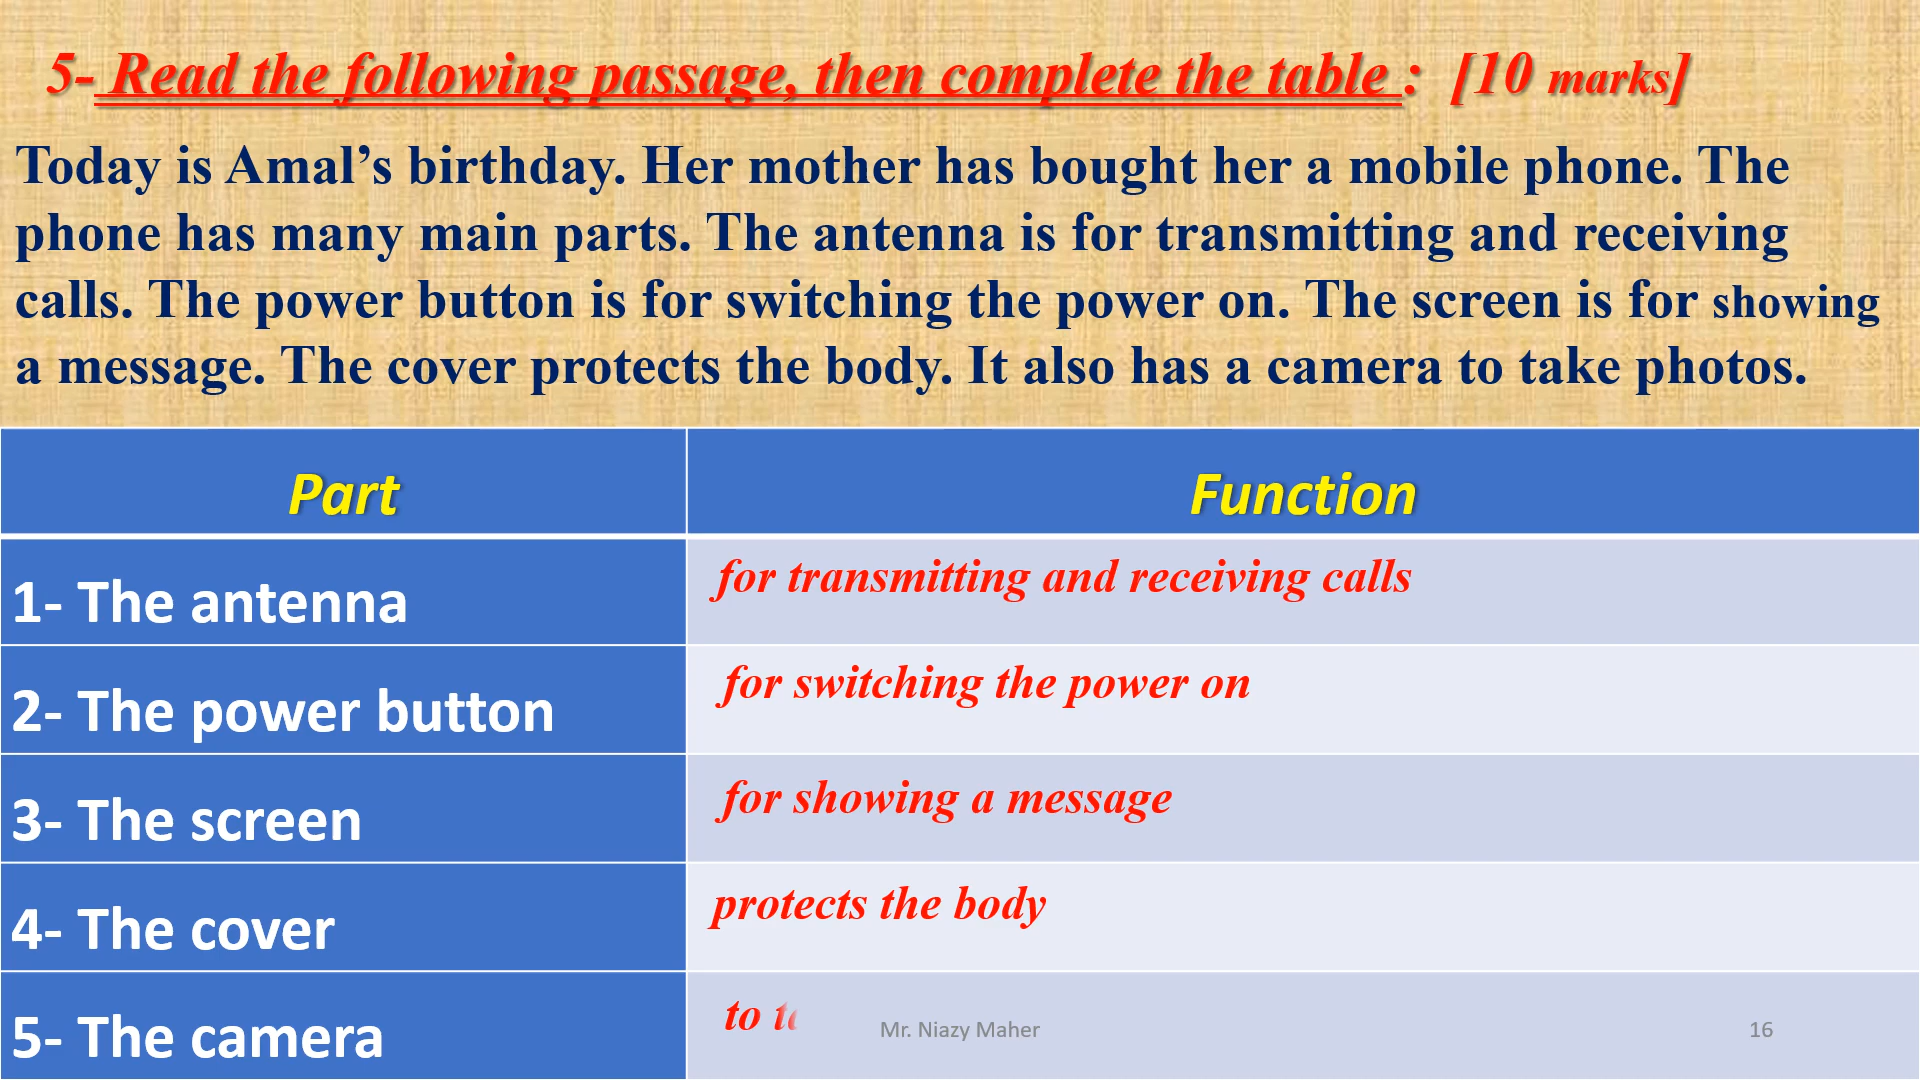 5- Read the following passage, then complete the table : [10 marks]
Today is Amal’s birthday. Her mother has bought her a mobile phone. The
phone has many main parts. The antenna is for transmitting and receiving
calls. The power button is for switching the power on. The screen is for showing
a message. The cover protects the body. It also has a camera to take photos.
Part Function
1- The antenna for transmitting and receiving calls
2- The power button for switching the power on
3- The screen for showing a message
4- The cover protects the body
5- The camera to
Mr. Niazy Maher 16